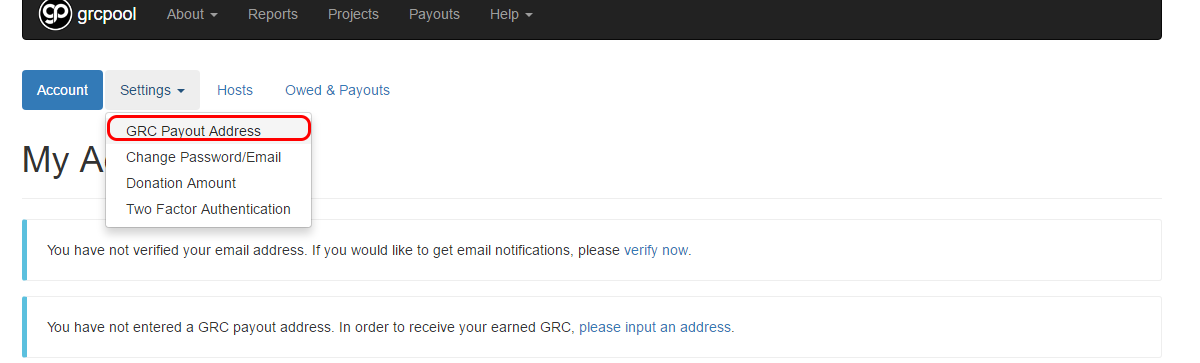 gp grcpool About Reports Projects Payouts Help
Account Settings Hosts Owed & Payouts
GRC Payout Address
Change Password/Email
Donation Amount
Two Factor Authentication
My A
You have not verified your email address. If you would like to get email notifications, please verify now.
You have not entered a GRC payout address. In order to receive your earned GRC, please input an address.